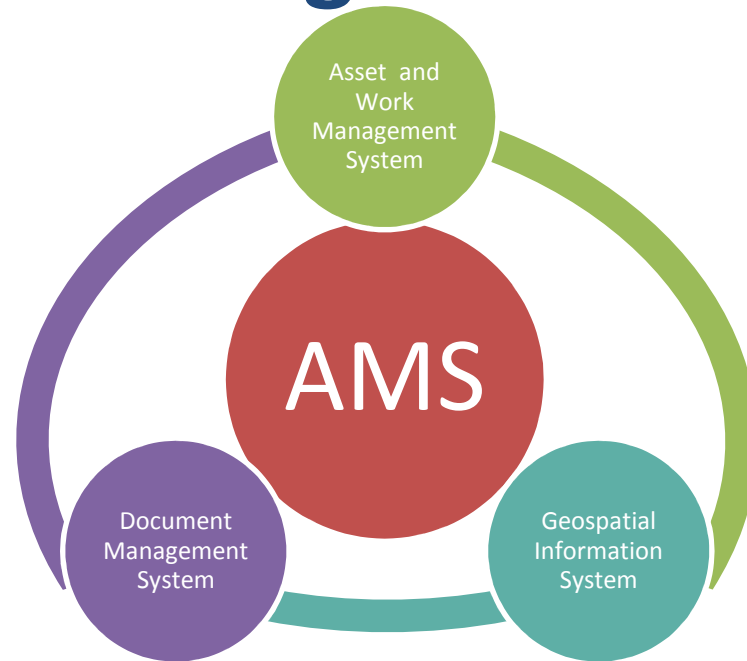 Asset and
Work
Management
System
AMS
Document
Management
System
Geospatial
Information
System